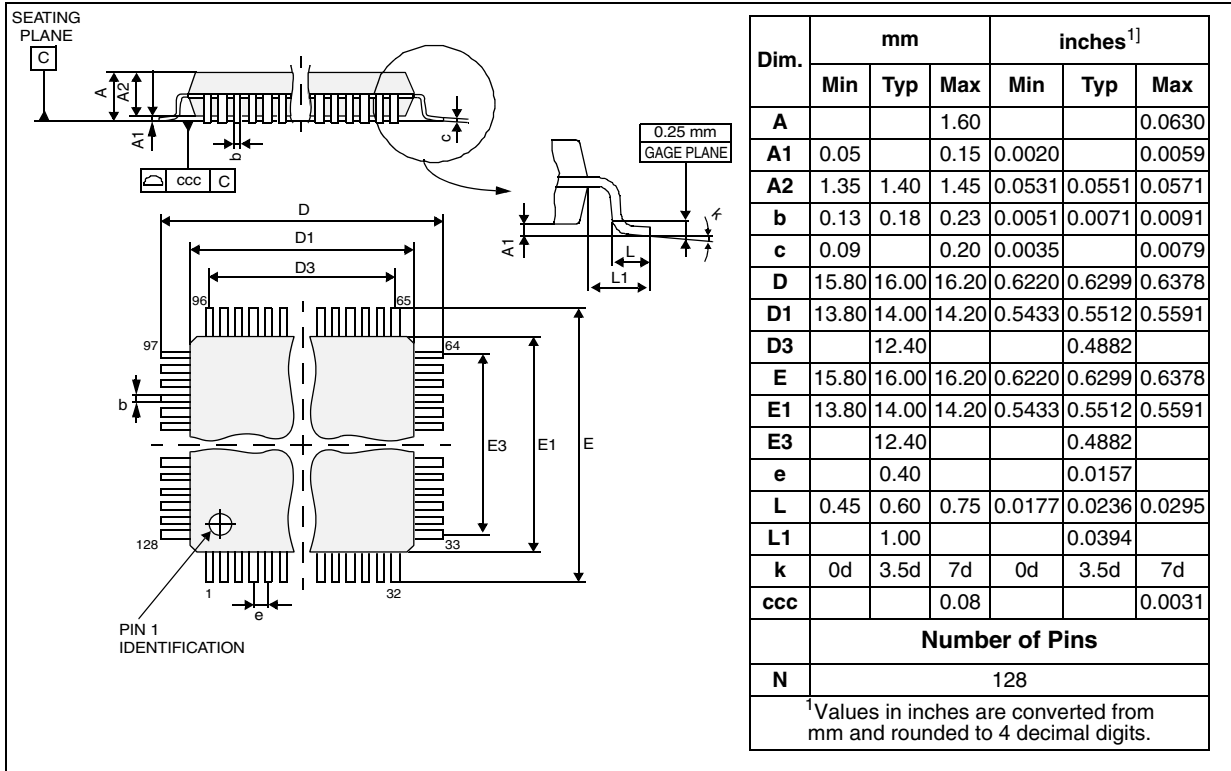 SEATING
PLANE
C
A
A2
A1
b
c
ccc C
0.25 mm
GAGE PLANE
k
A1
L
L1
D
D1
D3
96
65
97
64
b
E3
E1
E
128
33
1
32
e
PIN 1
IDENTIFICATION
Dim. mm inches1]
Min Typ Max Min Typ Max
A 1.60 0.0630
A1 0.05 0.15 0.0020 0.0059
A2 1.35 1.40 1.45 0.0531 0.0551 0.0571
b 0.13 0.18 0.23 0.0051 0.0071 0.0091
c 0.09 0.20 0.0035 0.0079
D 15.80 16.00 16.20 0.6220 0.6299 0.6378
D1 13.80 14.00 14.20 0.5433 0.5512 0.5591
D3 12.40 0.4882
E 15.80 16.00 16.20 0.6220 0.6299 0.6378
E1 13.80 14.00 14.20 0.5433 0.5512 0.5591
E3 12.40 0.4882
e 0.40 0.0157
L 0.45 0.60 0.75 0.0177 0.0236 0.0295
L1 1.00 0.0394
k 0d 3.5d 7d 0d 3.5d 7d
ccc 0.08 0.0031
Number of Pins
N 128
1Values in inches are converted from
mm and rounded to 4 decimal digits.